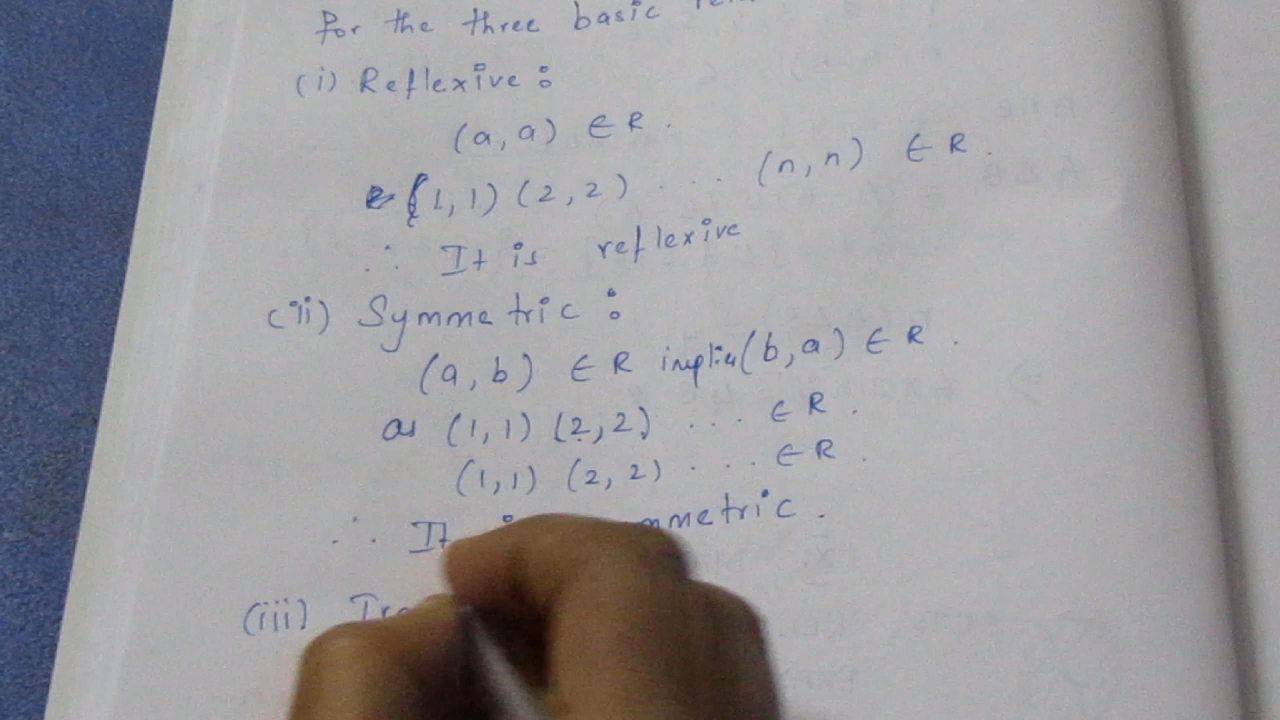 for the three basic
(i) Reflexive :
(a, a) ∈ R .
(1, 1) (2, 2) ... (n, n) ∈ R .
∴ It is reflexive
(ii) Symmetric :
(a, b) ∈ R implies (b, a) ∈ R .
as (1, 1) (2, 2) ... ∈ R .
(1, 1) (2, 2) ... ∈ R .
∴ It mmetric .
(iii)